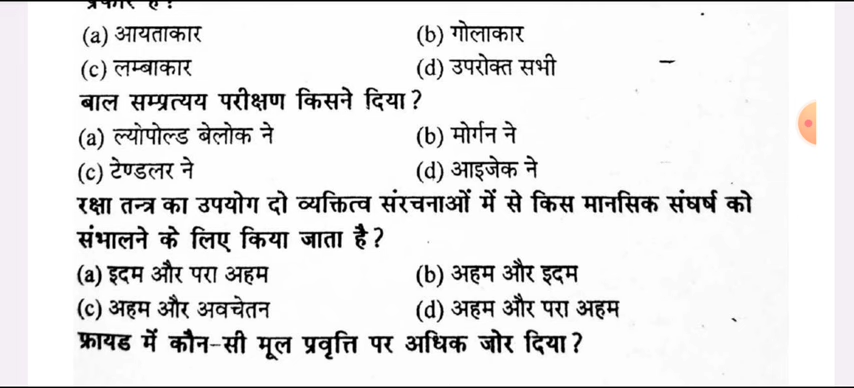 प्रकार है?
(a) आयताकार (b) गोलाकार
(c) लम्बाकार (d) उपरोक्त सभी
बाल सम्प्रत्यय परीक्षण किसने दिया?
(a) ल्योपोल्ड बेलोक ने (b) मोर्गन ने
(c) टेण्डलर ने (d) आइजेक ने
रक्षा तन्त्र का उपयोग दो व्यक्तित्व संरचनाओं में से किस मानसिक संघर्ष को
संभालने के लिए किया जाता है?
(a) इदम और परा अहम (b) अहम और इदम
(c) अहम और अवचेतन (d) अहम और परा अहम
फ्रायड में कौन-सी मूल प्रवृत्ति पर अधिक जोर दिया?